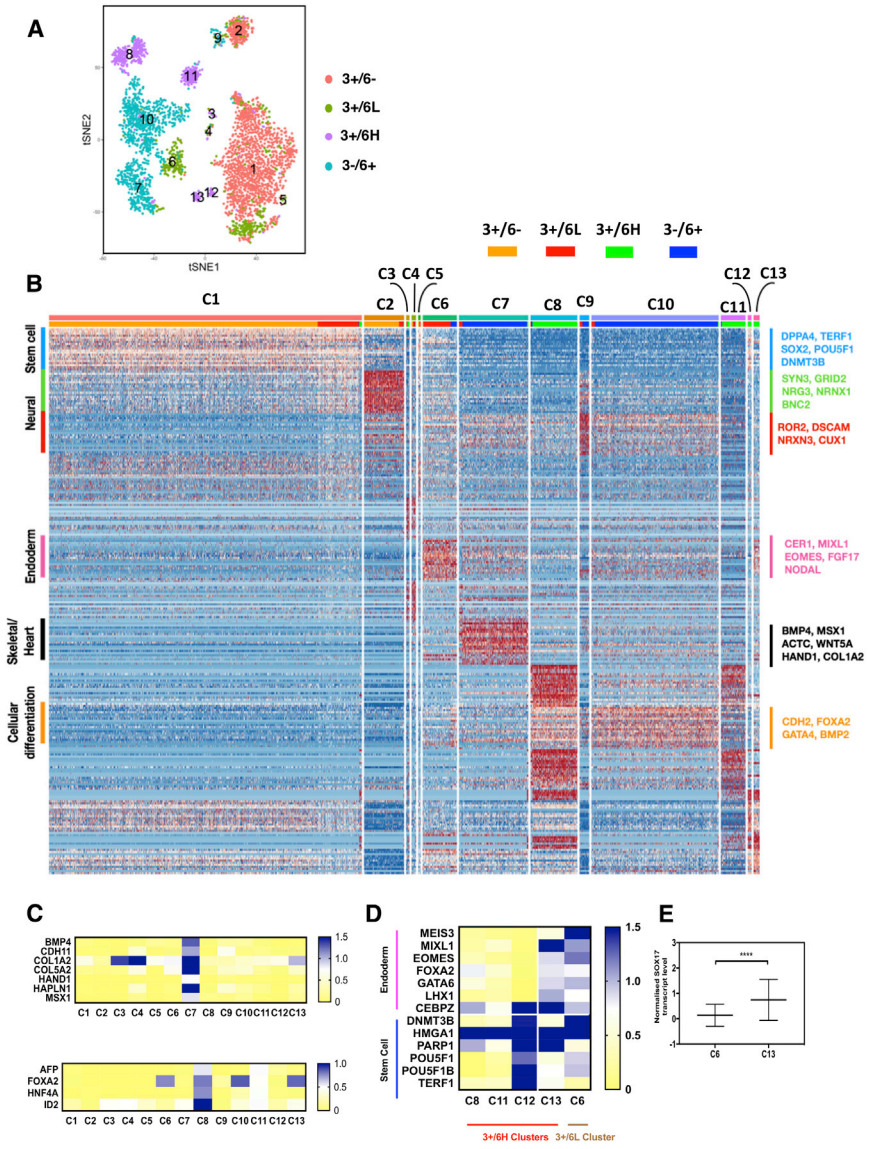 A
tSNE2
50
0
-50
-80
-40
0
40
tSNE1
1
2
3
4
5
6
7
8
9
10
11
12
13
3+/6-
3+/6L
3+/6H
3-/6+
3+/6- 3+/6L 3+/6H 3-/6+
B
C1 C2 C3 C4 C5 C6 C7 C8 C9 C10 C11 C12 C13
Stem cell
Neural
Endoderm
Skeletal/
Heart
Cellular
differentiation
DPPA4, TERF1
SOX2, POU5F1
DNMT3B
SYN3, GRID2
NRG3, NRNX1
BNC2
ROR2, DSCAM
NRXN3, CUX1
CER1, MIXL1
EOMES, FGF17
NODAL
BMP4, MSX1
ACTC, WNT5A
HAND1, COL1A2
CDH2, FOXA2
GATA4, BMP2
C
BMP4
CDH11
COL1A2
COL5A2
HAND1
HAPLN1
MSX1
C1 C2 C3 C4 C5 C6 C7 C8 C9 C10 C11 C12 C13
1.5
1.0
0.5
0
AFP
FOXA2
HNF4A
ID2
C1 C2 C3 C4 C5 C6 C7 C8 C9 C10 C11 C12 C13
1.0
0.5
0
D
Endoderm
Stem Cell
MEIS3
MIXL1
EOMES
FOXA2
GATA6
LHX1
CEBPZ
DNMT3B
HMGA1
PARP1
POU5F1
POU5F1B
TERF1
C8 C11 C12 C13 C6
3+/6H Clusters 3+/6L Cluster
1.5
1.0
0.5
0
E
Normalised SOX17
transcript level
3
2
1
0
-1
****
C6 C13